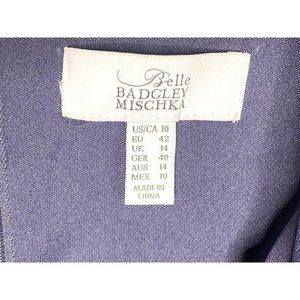 Belle
BADGLEY
MISCHKA
US/CA 10
EU 42
UK 14
GER 40
AUS 14
MEX 10
MADE IN
CHINA